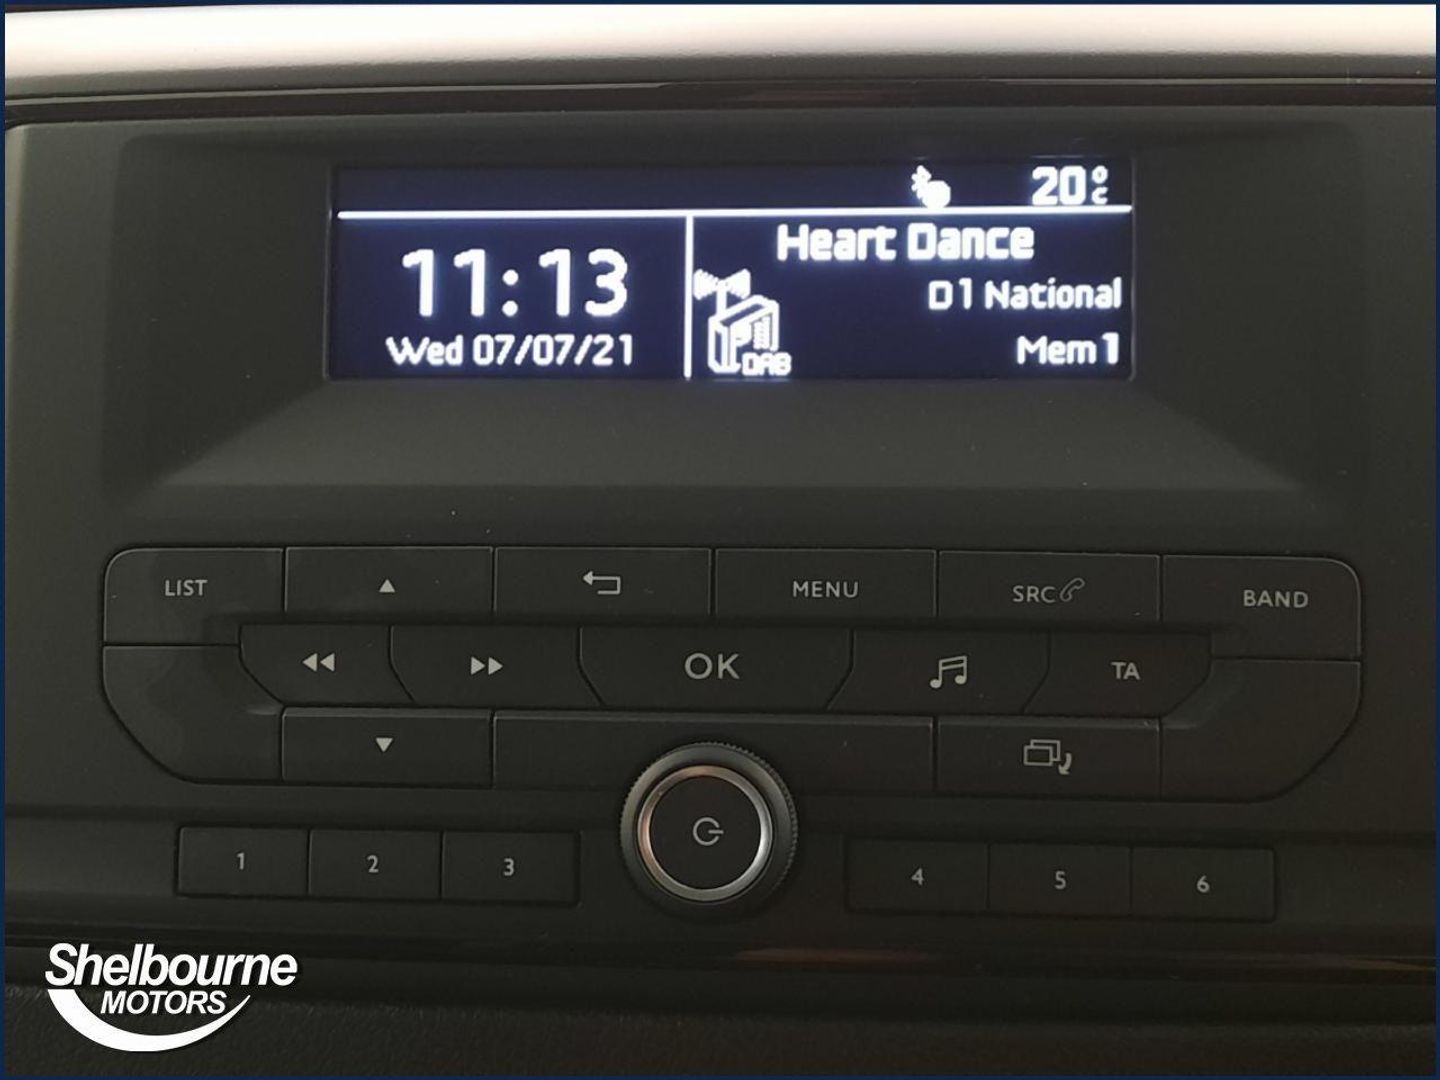 20°C
11:13
Wed 07/07/21
Heart Dance
D1 National
DAB
Mem 1
LIST
MENU
SRC
BAND
OK
TA
1 2 3 4 5 6
Shelbourne
MOTORS